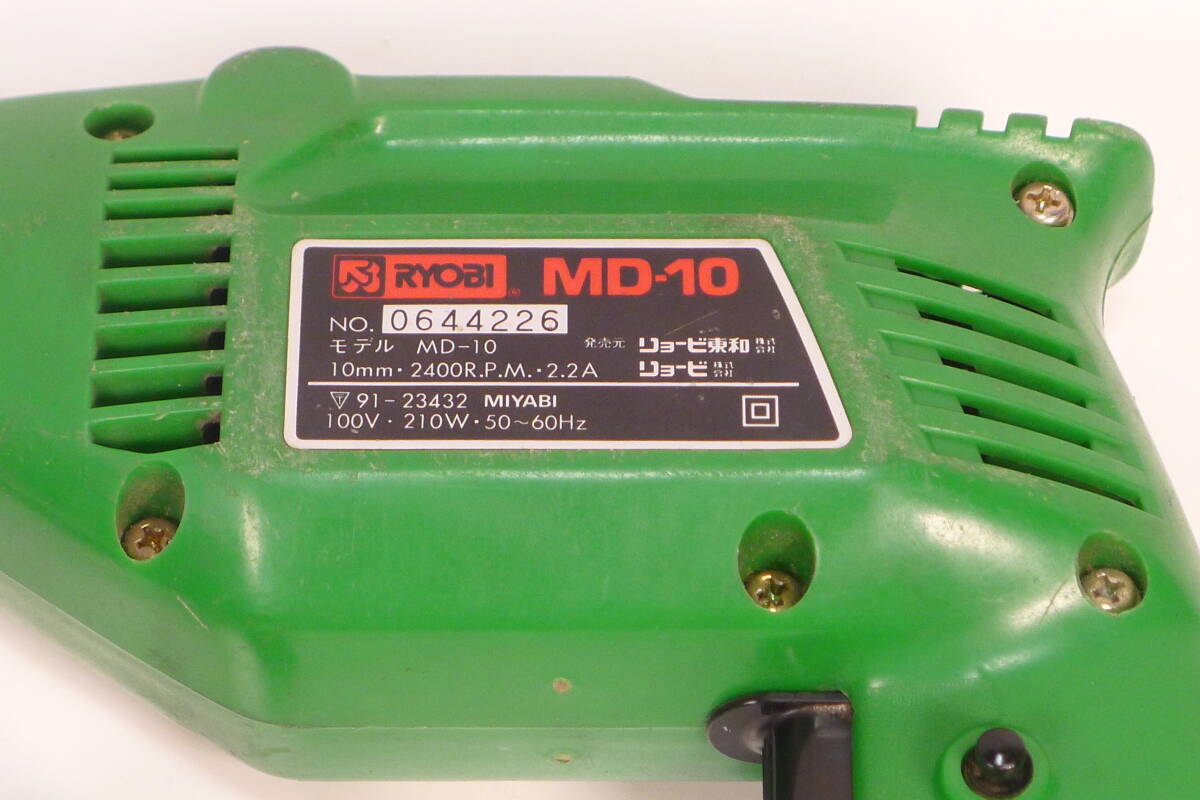 RYOBI® MD-10
NO. 0644226
モデル MD-10 発売元 リョービ東和株式会社
10mm・2400R.P.M.・2.2A リョービ株式会社
▽T 91-23432 MIYABI
100V・210W・50~60Hz